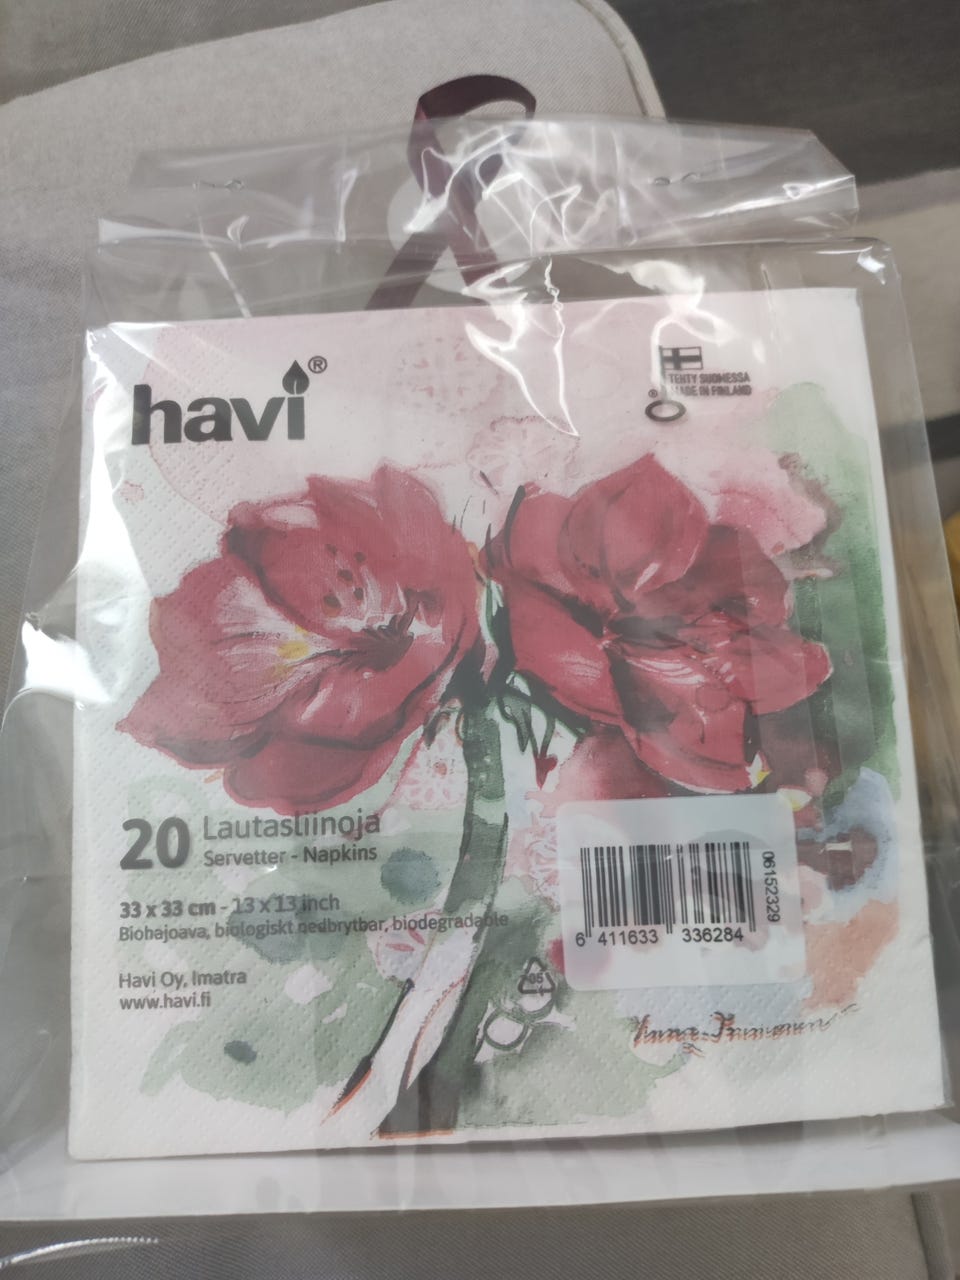 havi®
TEHTY SUOMESSA
MADE IN FINLAND
20 Lautasliinoja
Servetter - Napkins
33 x 33 cm - 13 x 13 inch
Biohajoava, biologiskt nedbrytbar, biodegradable
Havi Oy, Imatra
www.havi.fi
06152329
6 411633 336284
05